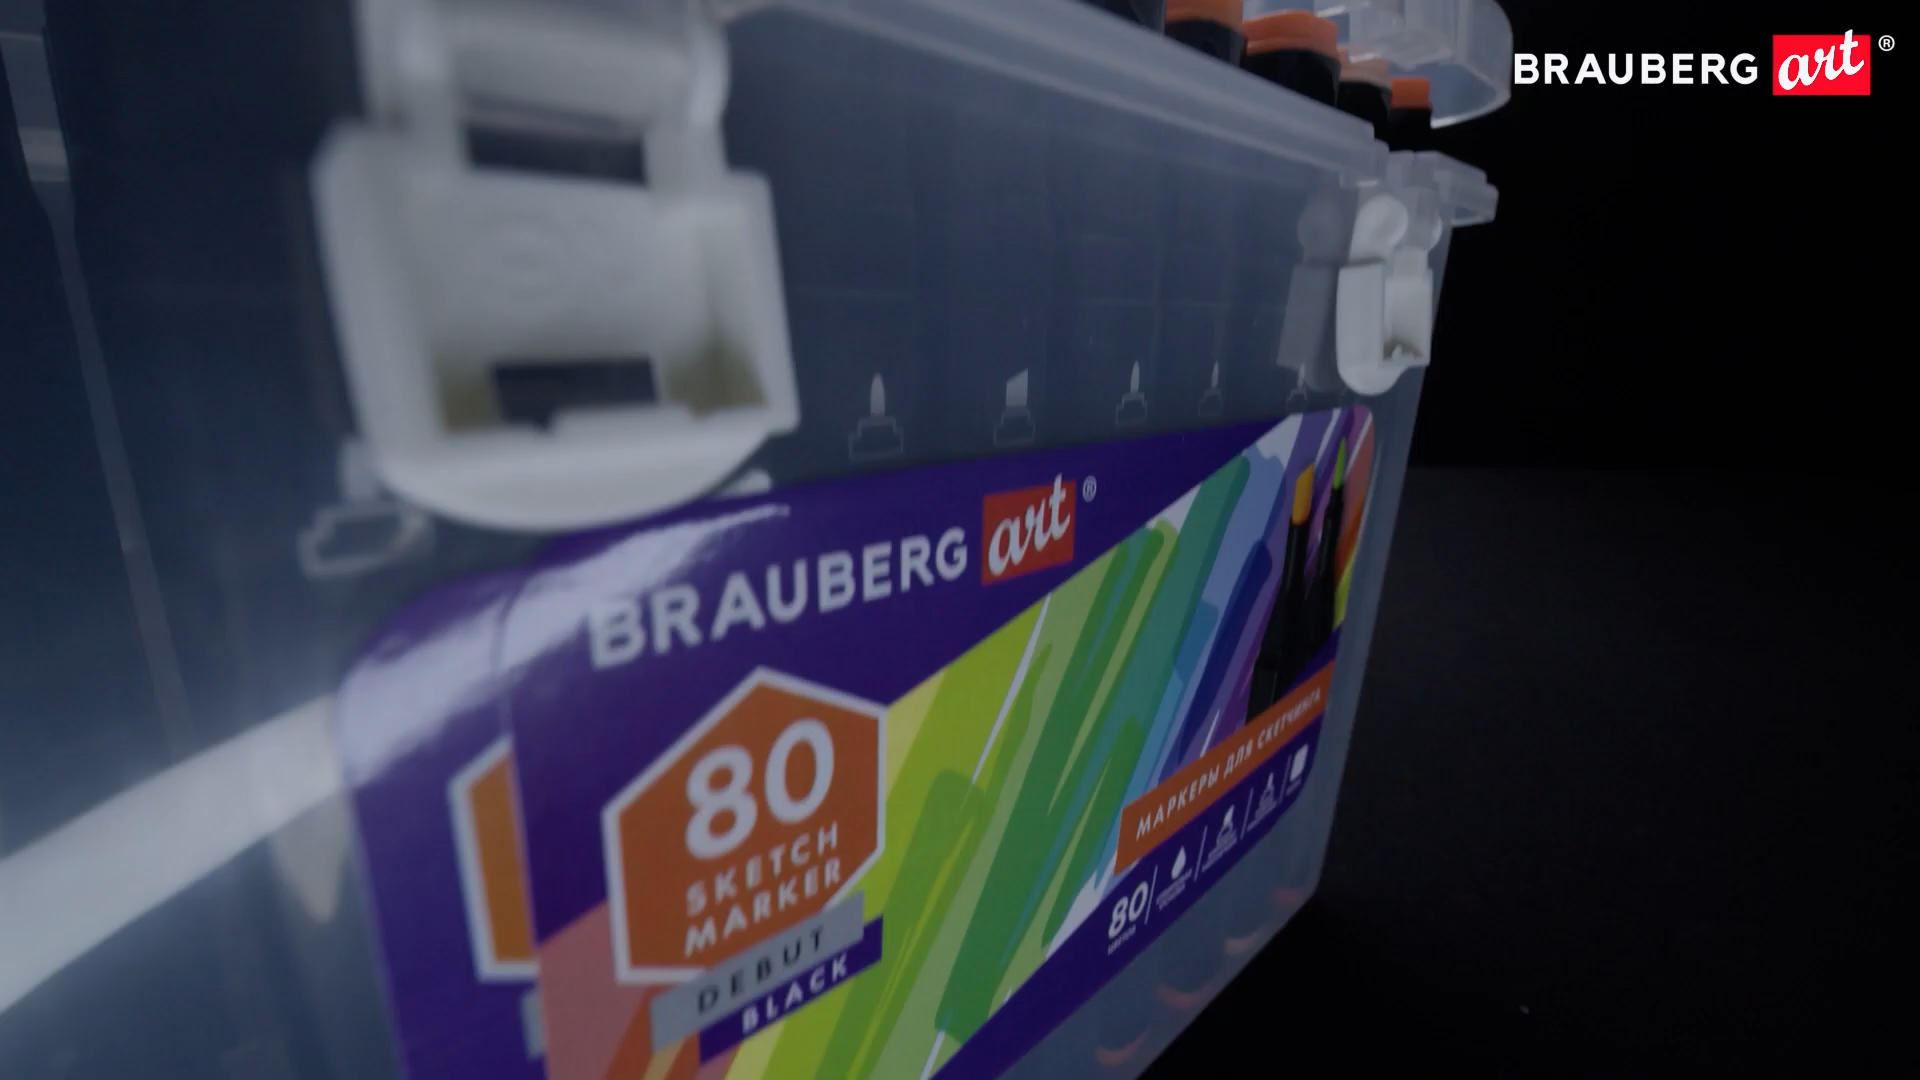 BRAUBERG art ®
BRAUBERG art ®
80
SKETCH
MARKER
DEBUT
BLACK
МАРКЕРЫ ДЛЯ СКЕТЧИНГА
80